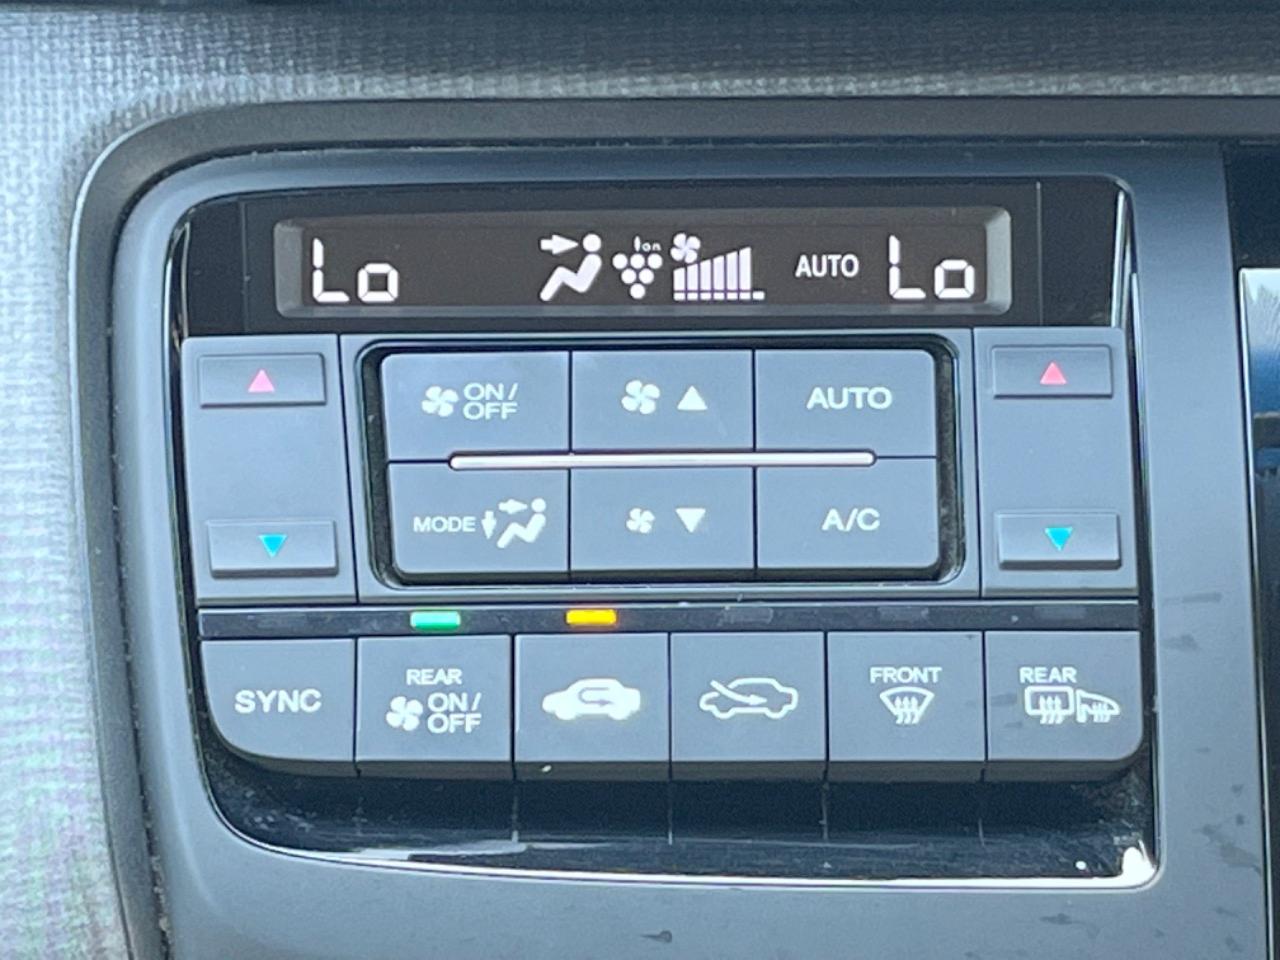 Lo
ion
AUTO
Lo
ON/
OFF
AUTO
MODE
A/C
SYNC
REAR
ON/
OFF
FRONT
REAR